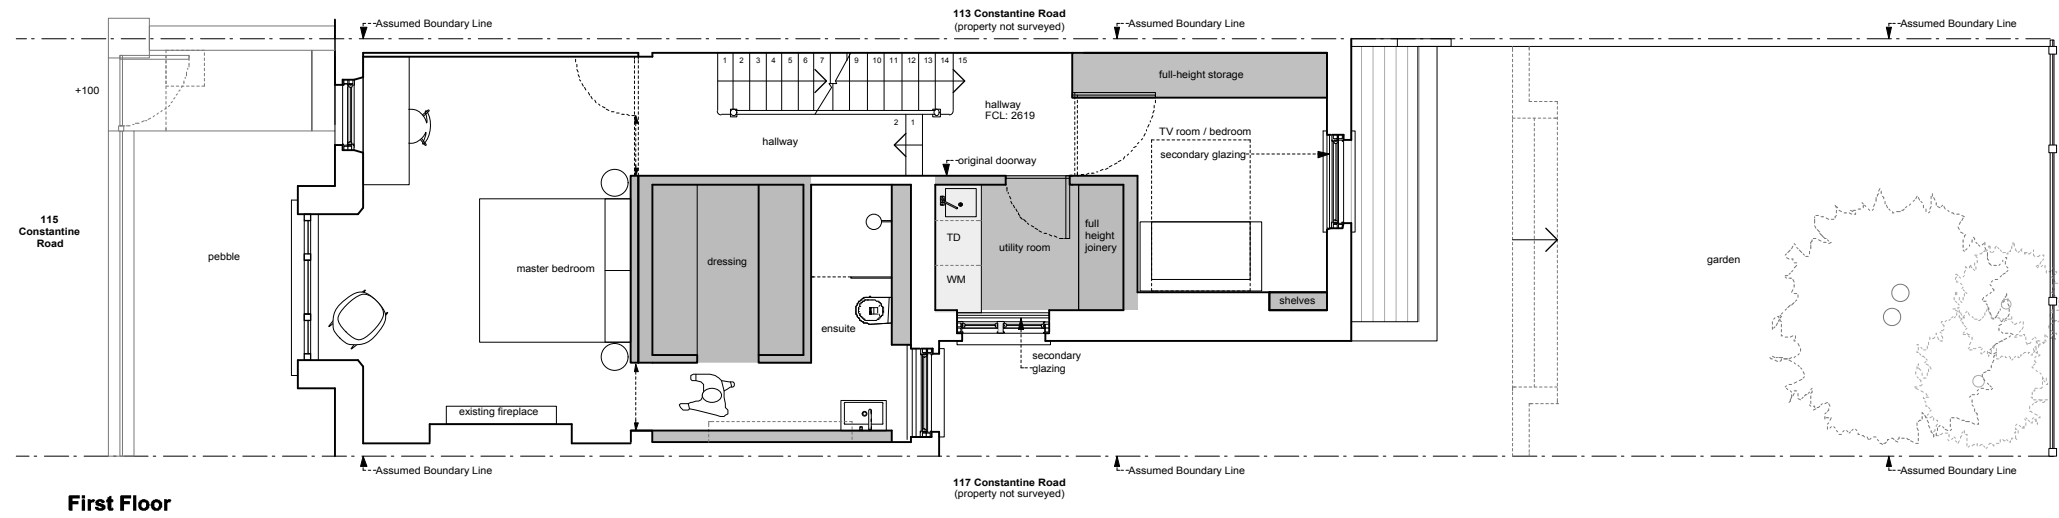 Assumed Boundary Line
113 Constantine Road
(property not surveyed)
Assumed Boundary Line
Assumed Boundary Line
1 2 3 4 5 6 7 9 10 11 12 13 14 15
full-height storage
+100
hallway
FCL: 2619
2 1
hallway
TV room / bedroom
secondary glazing
original doorway
115
Constantine
Road
pebble
master bedroom
dressing
TD
utility room
full
height
joinery
garden
WM
shelves
ensuite
secondary
glazing
existing fireplace
Assumed Boundary Line
Assumed Boundary Line
Assumed Boundary Line
117 Constantine Road
(property not surveyed)
First Floor